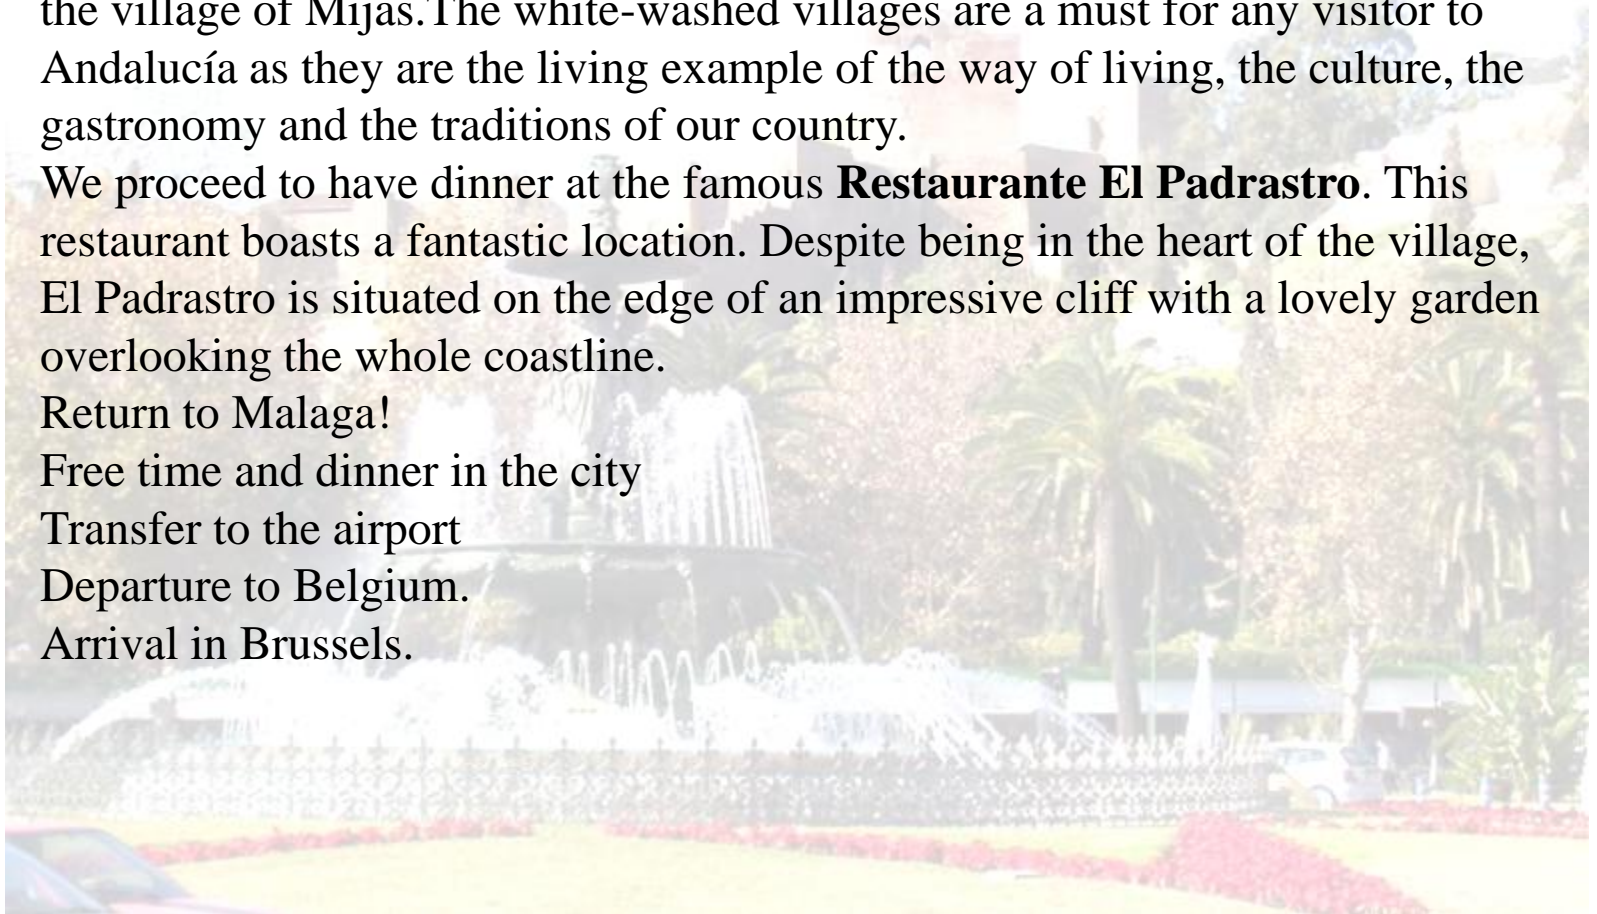 the village of Mijas.The white-washed villages are a must for any visitor to
Andalucía as they are the living example of the way of living, the culture, the
gastronomy and the traditions of our country.
We proceed to have dinner at the famous Restaurante El Padrastro. This
restaurant boasts a fantastic location. Despite being in the heart of the village,
El Padrastro is situated on the edge of an impressive cliff with a lovely garden
overlooking the whole coastline.
Return to Malaga!
Free time and dinner in the city
Transfer to the airport
Departure to Belgium.
Arrival in Brussels.